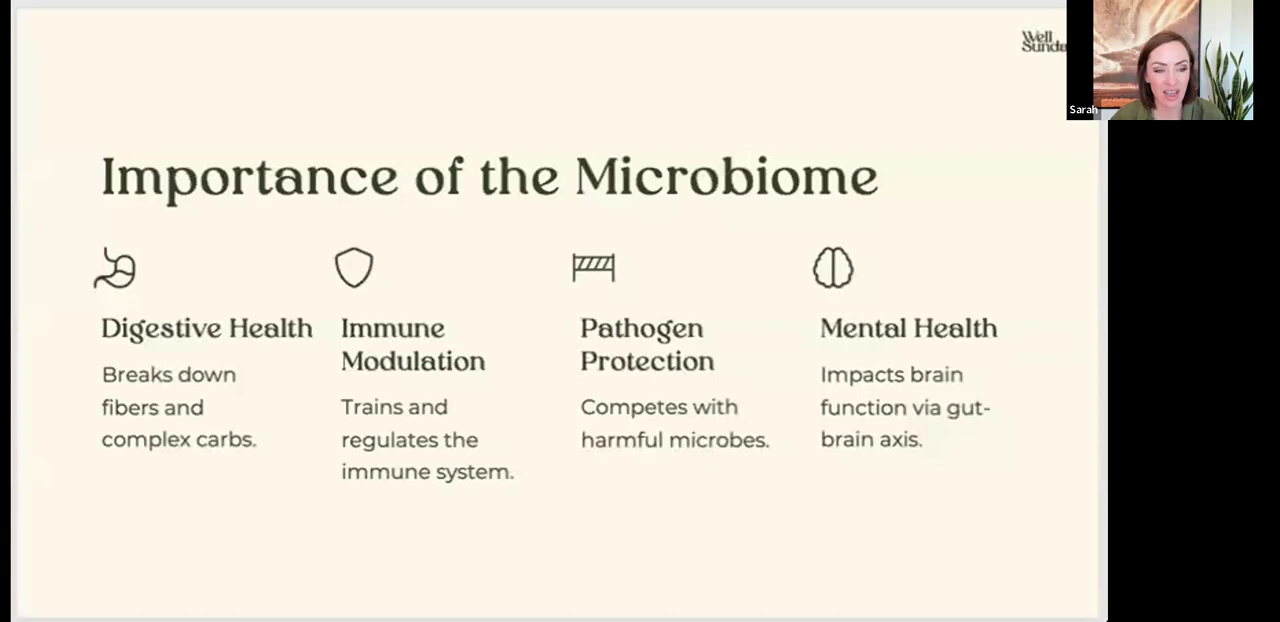 Well
Sarah
Importance of the Microbiome
Digestive Health
Breaks down
fibers and
complex carbs.
Immune
Modulation
Trains and
regulates the
immune system.
Pathogen
Protection
Competes with
harmful microbes.
Mental Health
Impacts brain
function via gut-
brain axis.